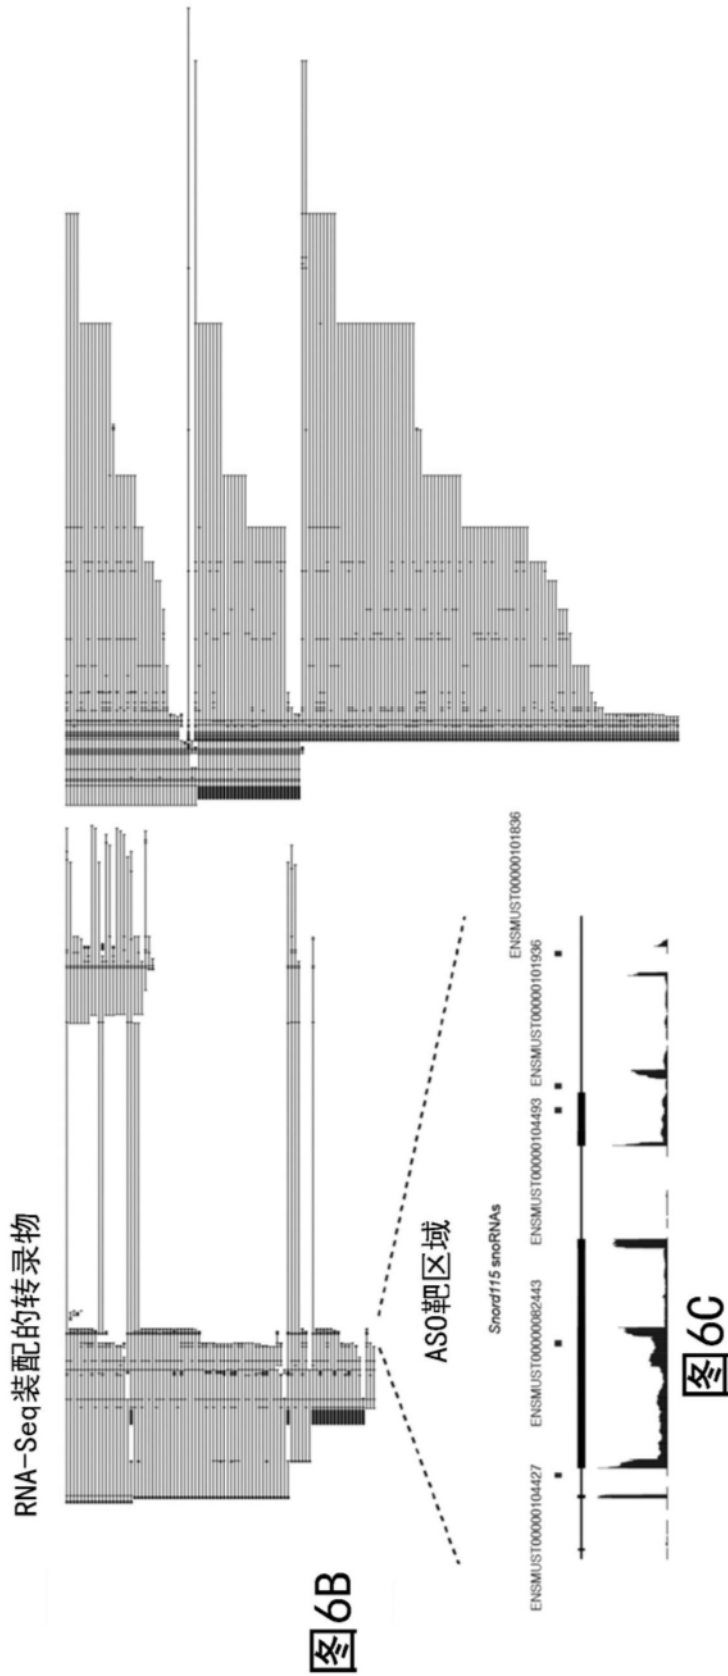 RNA-Seq装配的转录物
图6B
ASO靶区域
Snord115 snoRNAs
ENSMUST00000104427
ENSMUST00000082443
ENSMUST00000104493
ENSMUST00000101936
ENSMUST00000101836
图6C